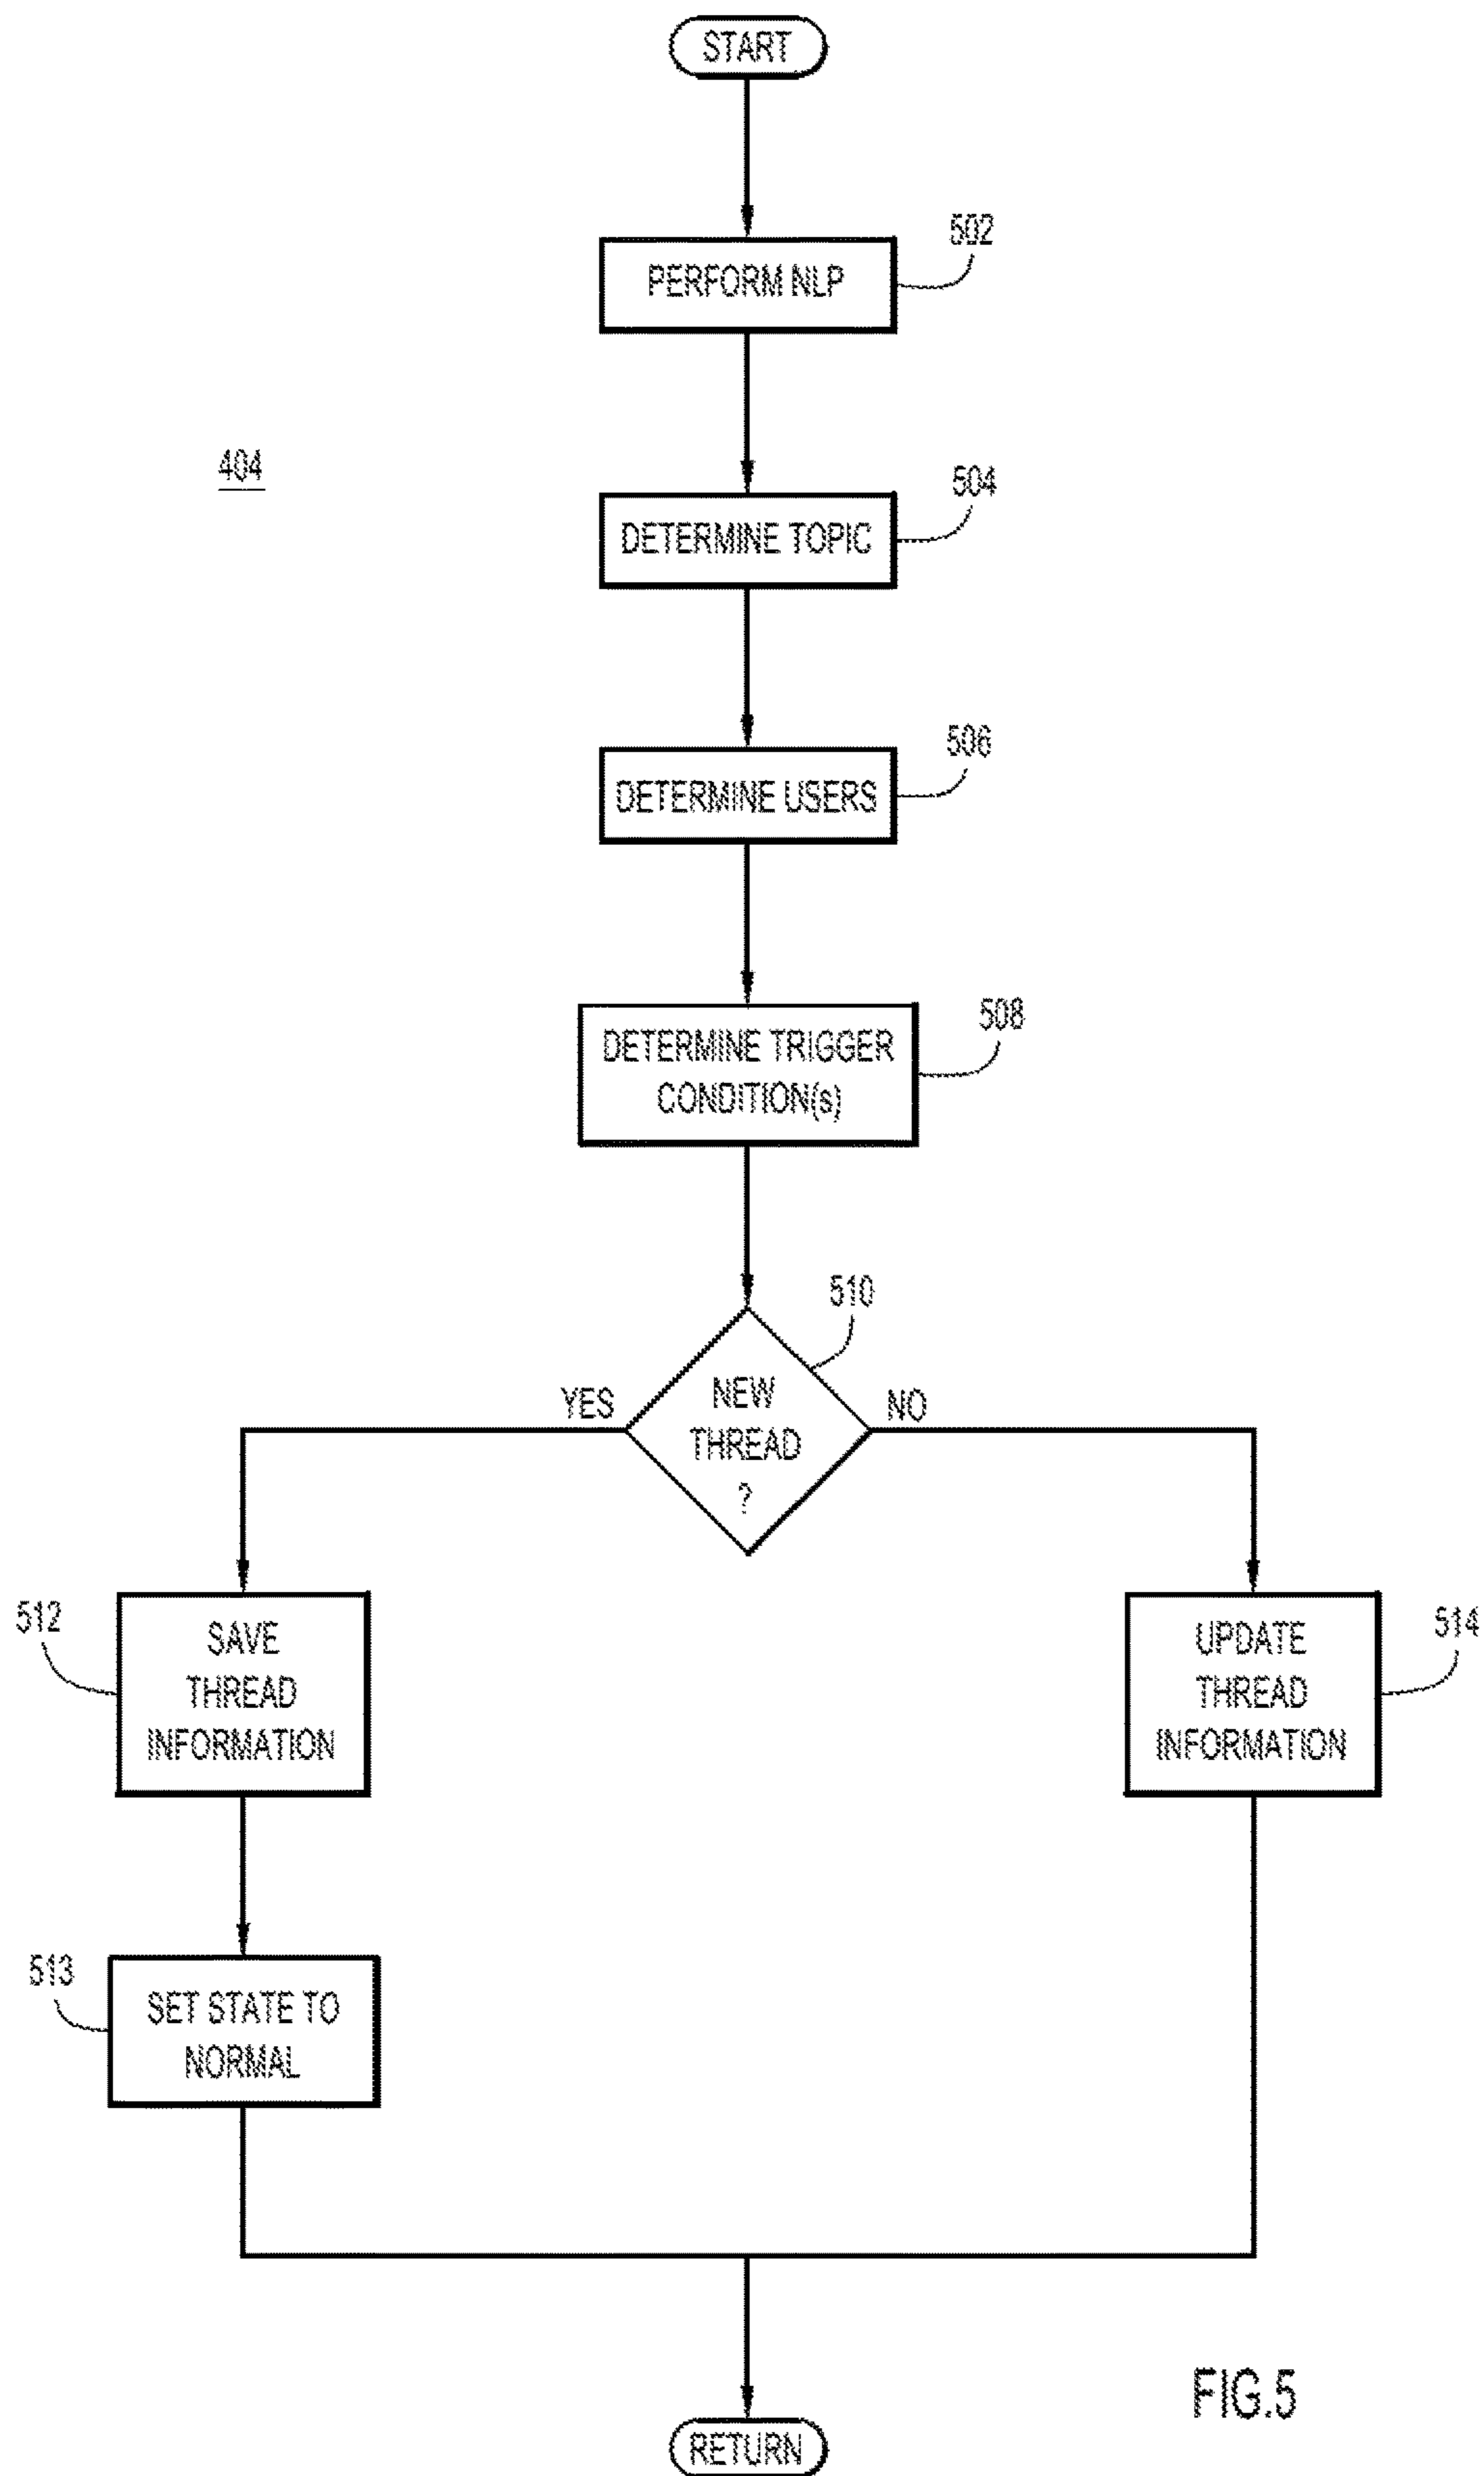 START
502
PERFORM NLP
404
504
DETERMINE TOPIC
506
DETERMINE USERS
508
DETERMINE TRIGGER
CONDITION(s)
510
YES
NEW
THREAD
?
NO
512
SAVE
THREAD
INFORMATION
514
UPDATE
THREAD
INFORMATION
513
SET STATE TO
NORMAL
FIG.5
RETURN